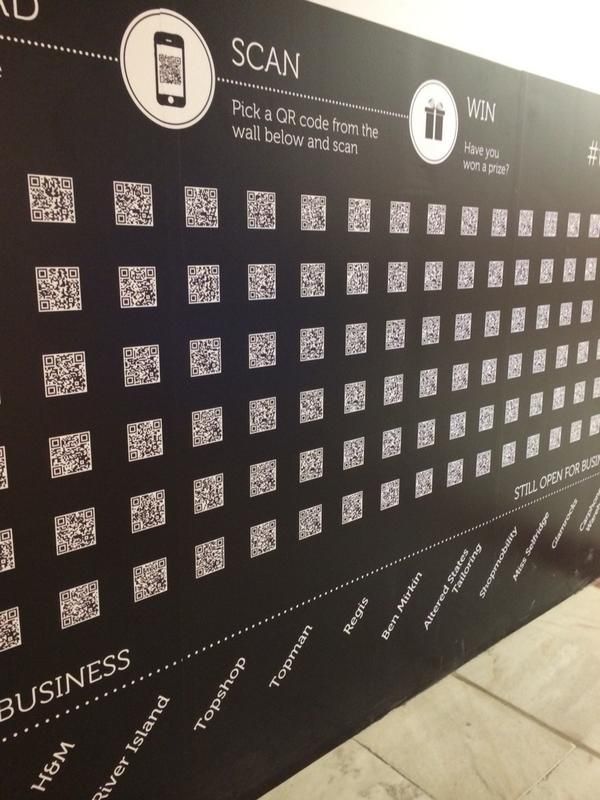 AD
SCAN
Pick a QR code from the
wall below and scan
WIN
Have you
won a prize?
STILL OPEN FOR BUSIN
BUSINESS
H&M
River Island
Topshop
Topman
Regis
Ben Mirkin
Altered States
Tailoring
Shopmobility
Miss Selfridge
Glamrocks